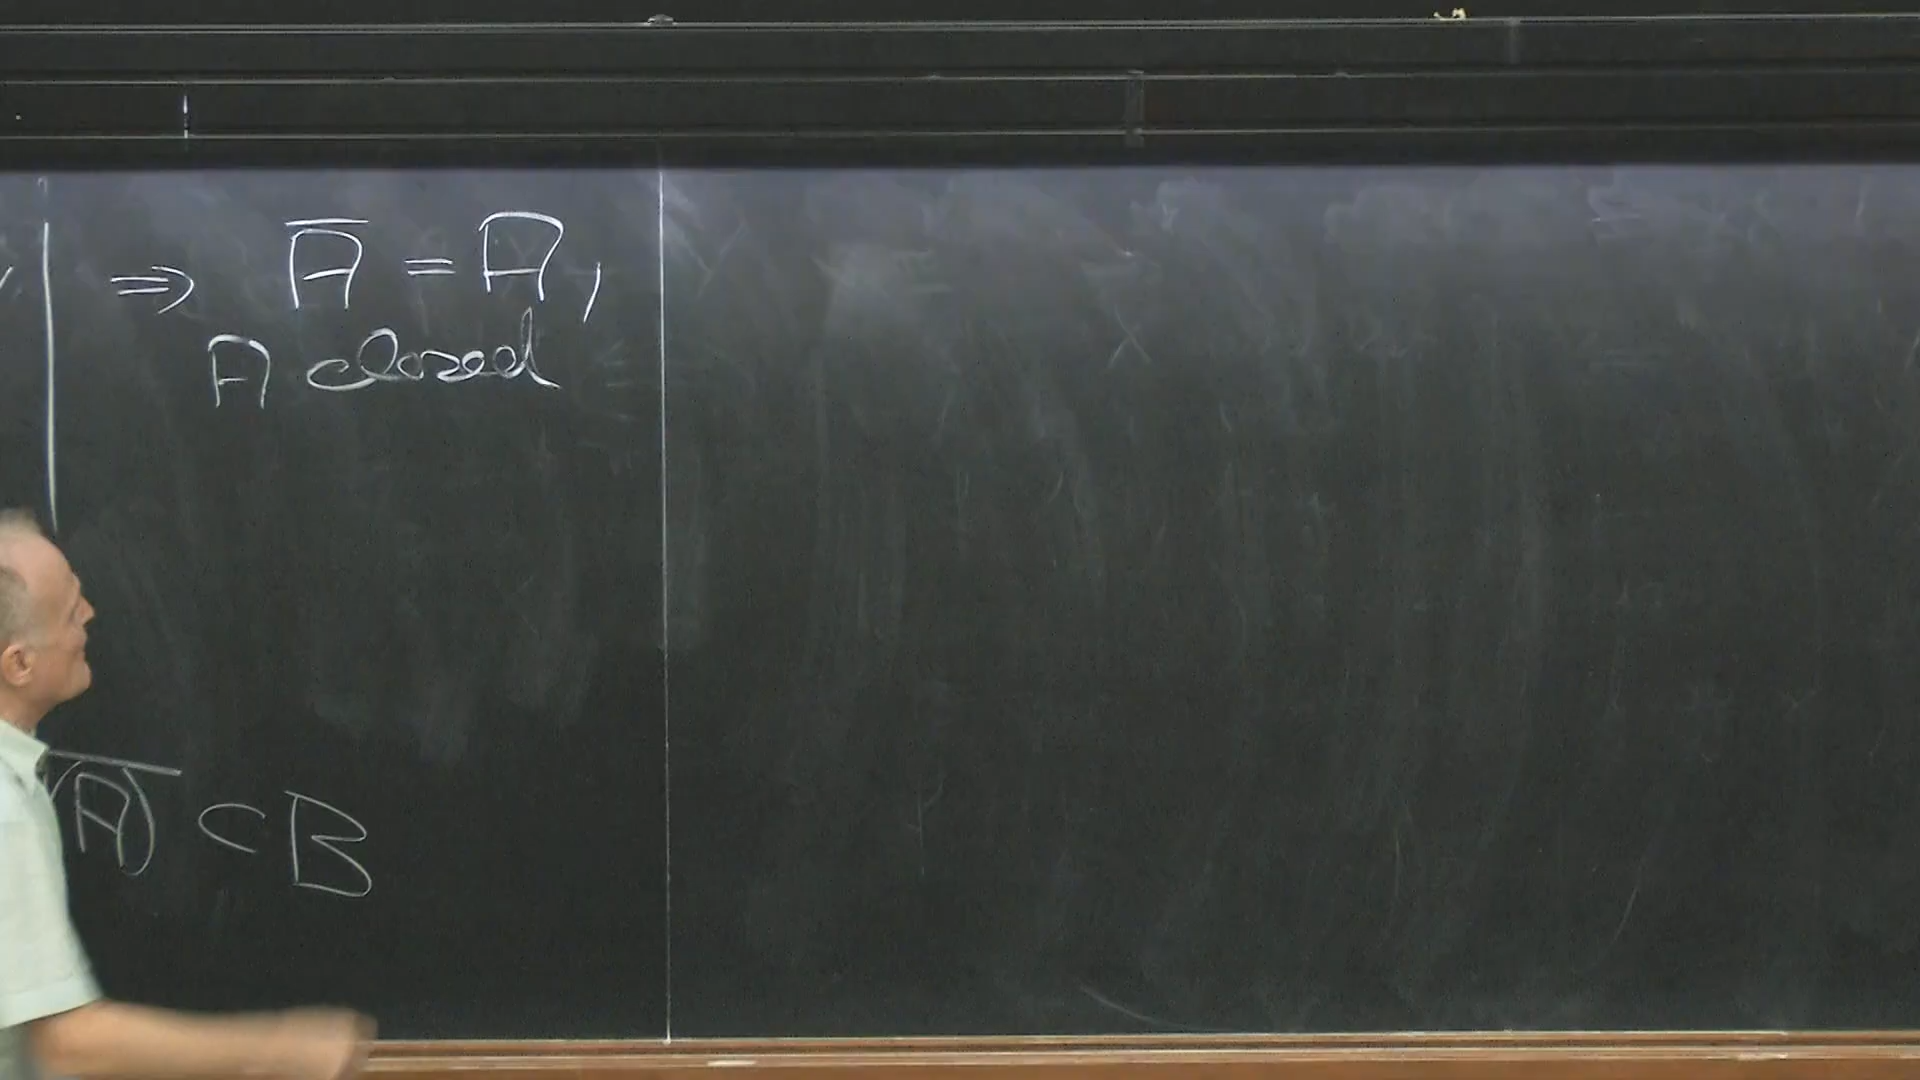 ⇒ A̅ = A,
A closed
(A) ⊂ B